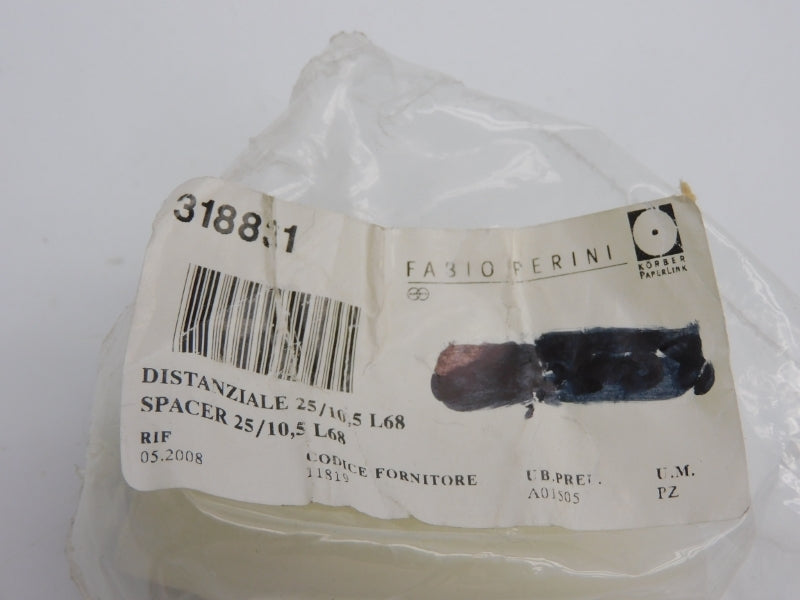 318831
FABIO PERINI
KÖRBER
PAPERLINK
DISTANZIALE 25/10,5 L68
SPACER 25/10,5 L68
RIF
05.2008
CODICE FORNITORE
11819
UB.PREL.
A01S05
U.M.
PZ